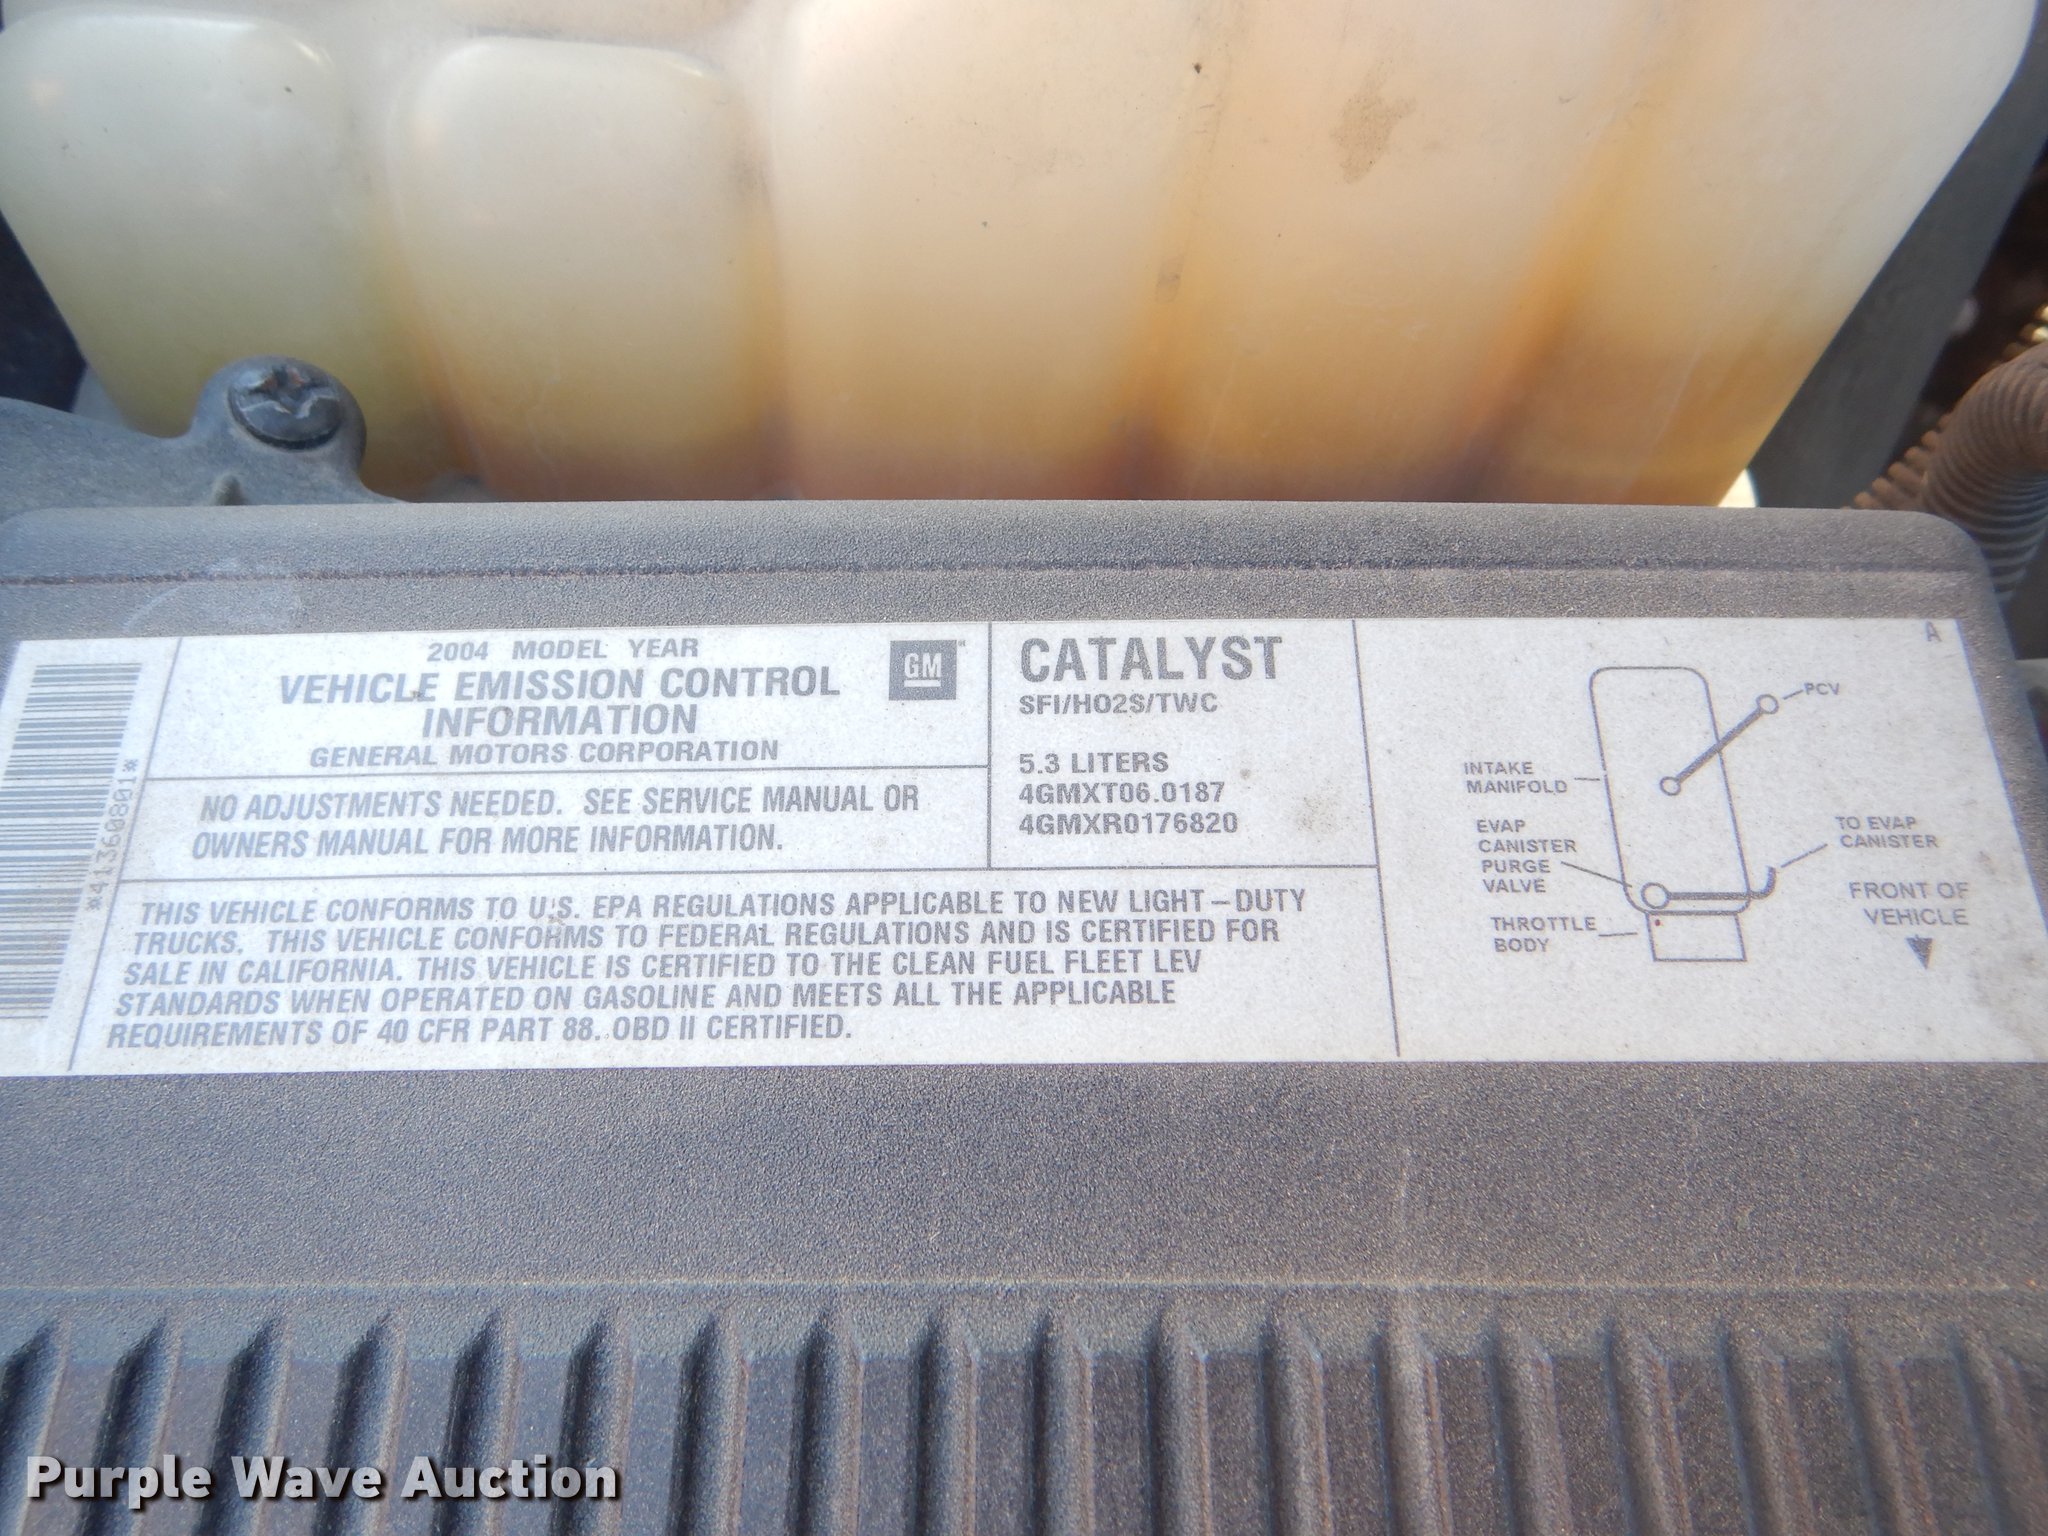 *41360801*
2004 MODEL YEAR
VEHICLE EMISSION CONTROL
INFORMATION
GENERAL MOTORS CORPORATION
GM
NO ADJUSTMENTS NEEDED. SEE SERVICE MANUAL OR
OWNERS MANUAL FOR MORE INFORMATION.
CATALYST
SFI/HO2S/TWC
5.3 LITERS
4GMXT06.0187
4GMXR0176820
THIS VEHICLE CONFORMS TO U.S. EPA REGULATIONS APPLICABLE TO NEW LIGHT-DUTY
TRUCKS. THIS VEHICLE CONFORMS TO FEDERAL REGULATIONS AND IS CERTIFIED FOR
SALE IN CALIFORNIA. THIS VEHICLE IS CERTIFIED TO THE CLEAN FUEL FLEET LEV
STANDARDS WHEN OPERATED ON GASOLINE AND MEETS ALL THE APPLICABLE
REQUIREMENTS OF 40 CFR PART 88. OBD II CERTIFIED.
A
PCV
INTAKE
MANIFOLD
EVAP
CANISTER
PURGE
VALVE
THROTTLE
BODY
TO EVAP
CANISTER
FRONT OF
VEHICLE
Purple Wave Auction